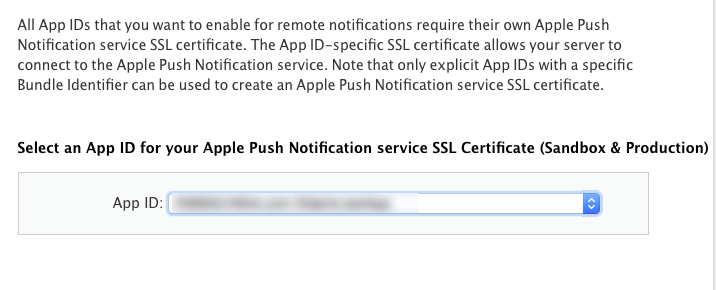 All App IDs that you want to enable for remote notifications require their own Apple Push
Notification service SSL certificate. The App ID-specific SSL certificate allows your server to
connect to the Apple Push Notification service. Note that only explicit App IDs with a specific
Bundle Identifier can be used to create an Apple Push Notification service SSL certificate.
Select an App ID for your Apple Push Notification service SSL Certificate (Sandbox & Production)
App ID: